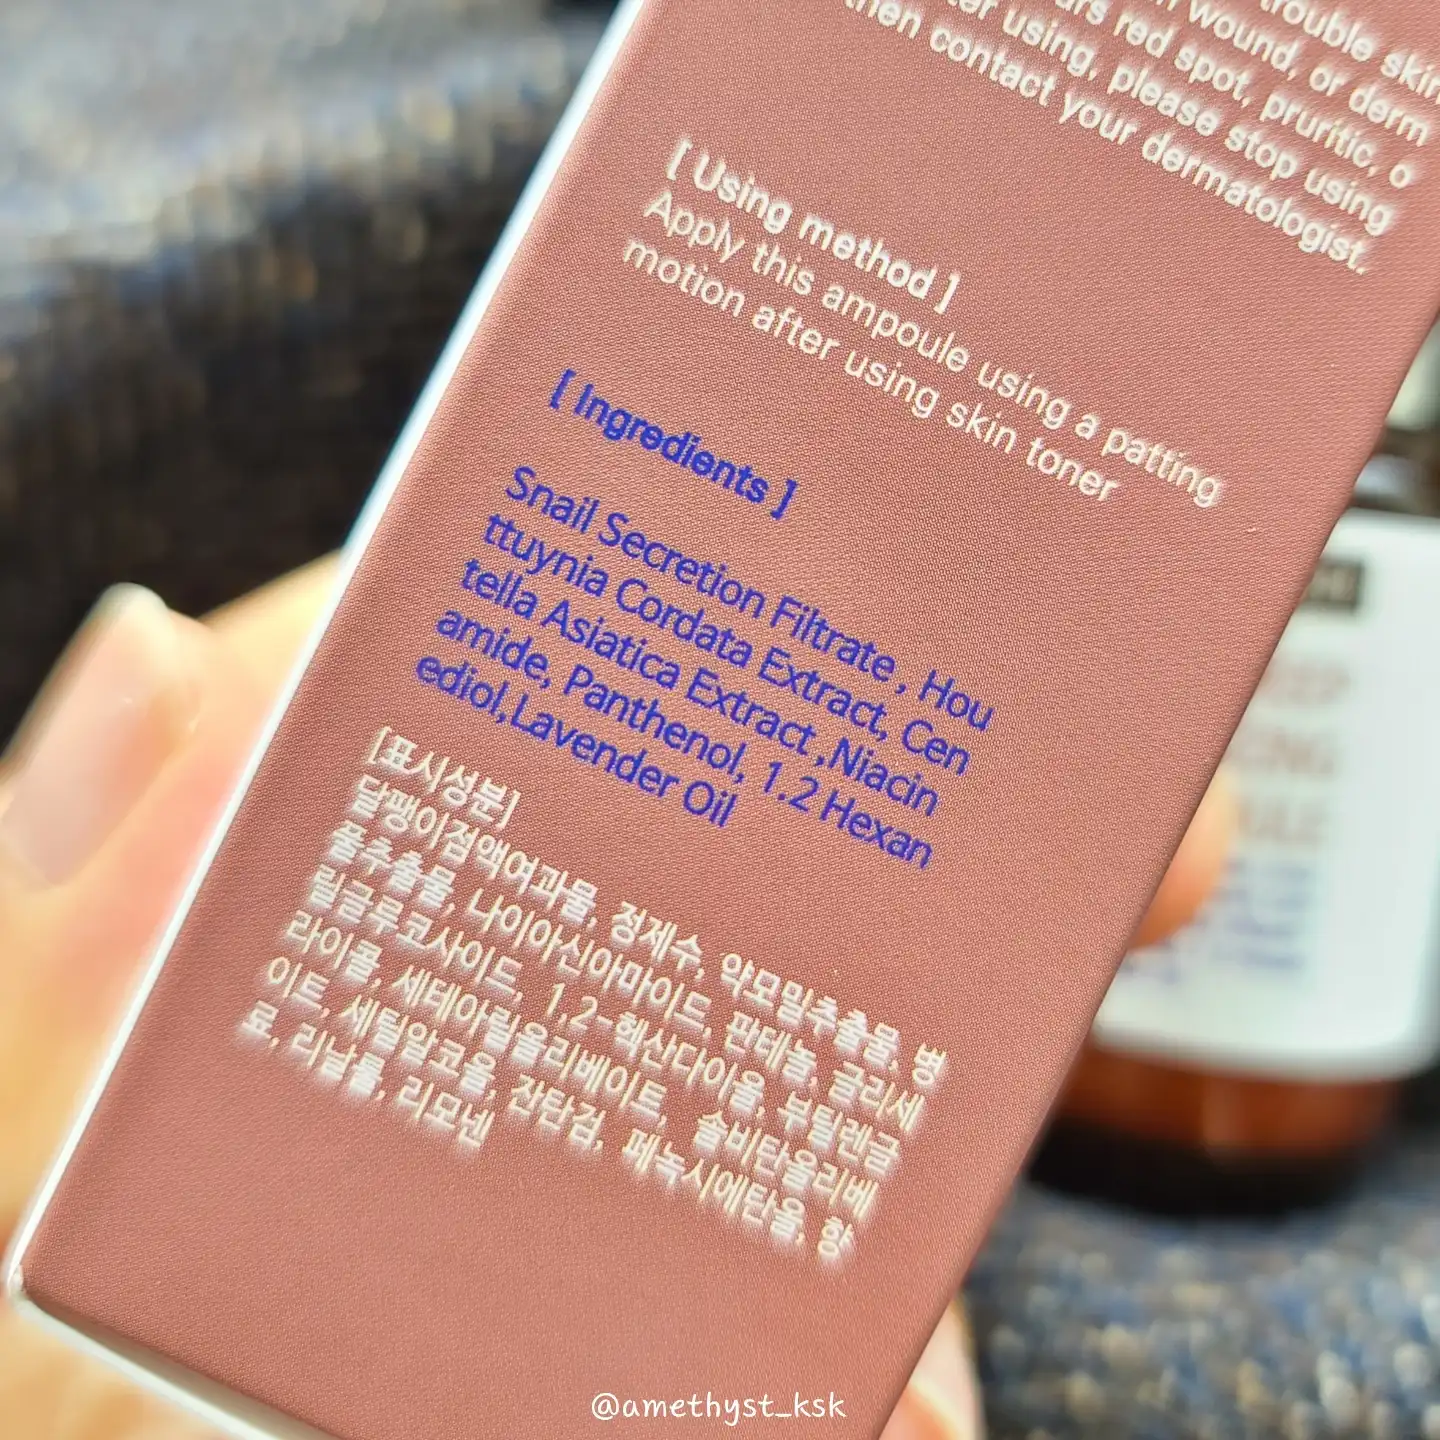 trouble skin
wound, or derm
red spot, pruritic, o
using, please stop using
then contact your dermatologist.
[ Using method ]
Apply this ampoule using a patting
motion after using skin toner
[ Ingredients ]
Snail Secretion Filtrate , Hou
ttuynia Cordata Extract, Cen
tella Asiatica Extract ,Niacin
amide, Panthenol, 1.2 Hexan
ediol,Lavender Oil
[표시성분]
달팽이점액여과물, 정제수, 약모밀추출물, 병
풀추출물, 나이아신아마이드, 판테놀, 글리세
릴글루코사이드, 1,2-헥산다이올, 부틸렌글
라이콜, 세테아릴올리베이트, 솔비탄올리베
이트, 세틸알코올, 잔탄검, 페녹시에탄올, 향
료, 리날룰, 리모넨
@amethyst_ksk